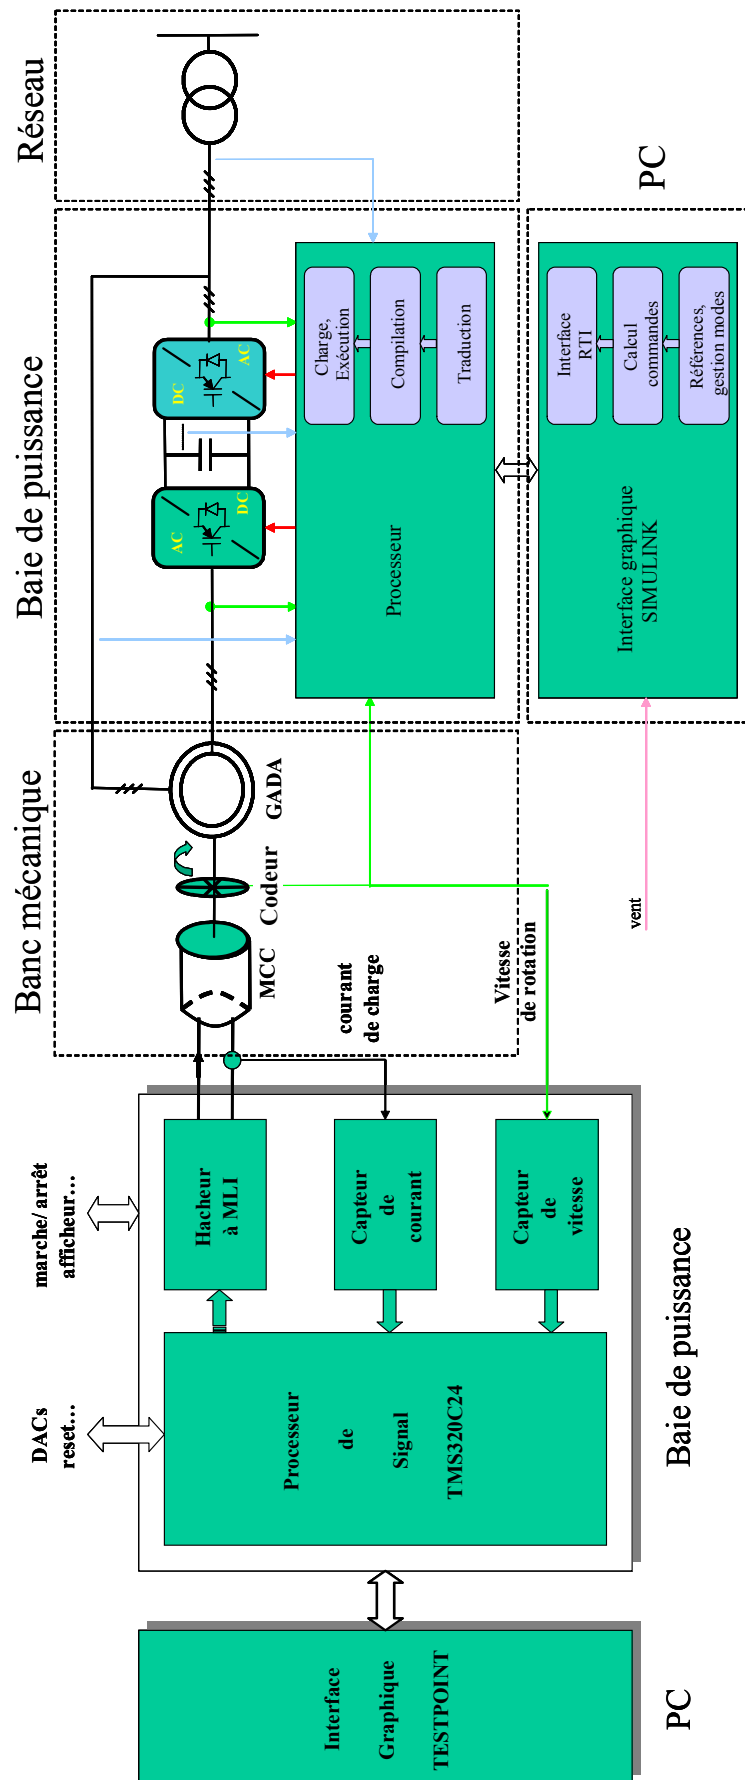 Réseau
Baie de puissance
Banc mécanique
PC
DC
AC
AC
DC
Charge,
Exécution
Compilation
Traduction
Processeur
Interface
RTI
Calcul
commandes
Références,
gestion modes
Interface graphique
SIMULINK
GADA
Codeur
MCC
vent
courant
de charge
Vitesse
de rotation
marche/ arrêt
afficheur...
DACs
reset...
Hacheur
à MLI
Capteur
de
courant
Capteur
de
vitesse
Processeur
de
Signal
TMS320C24
Baie de puissance
Interface
Graphique
TESTPOINT
PC